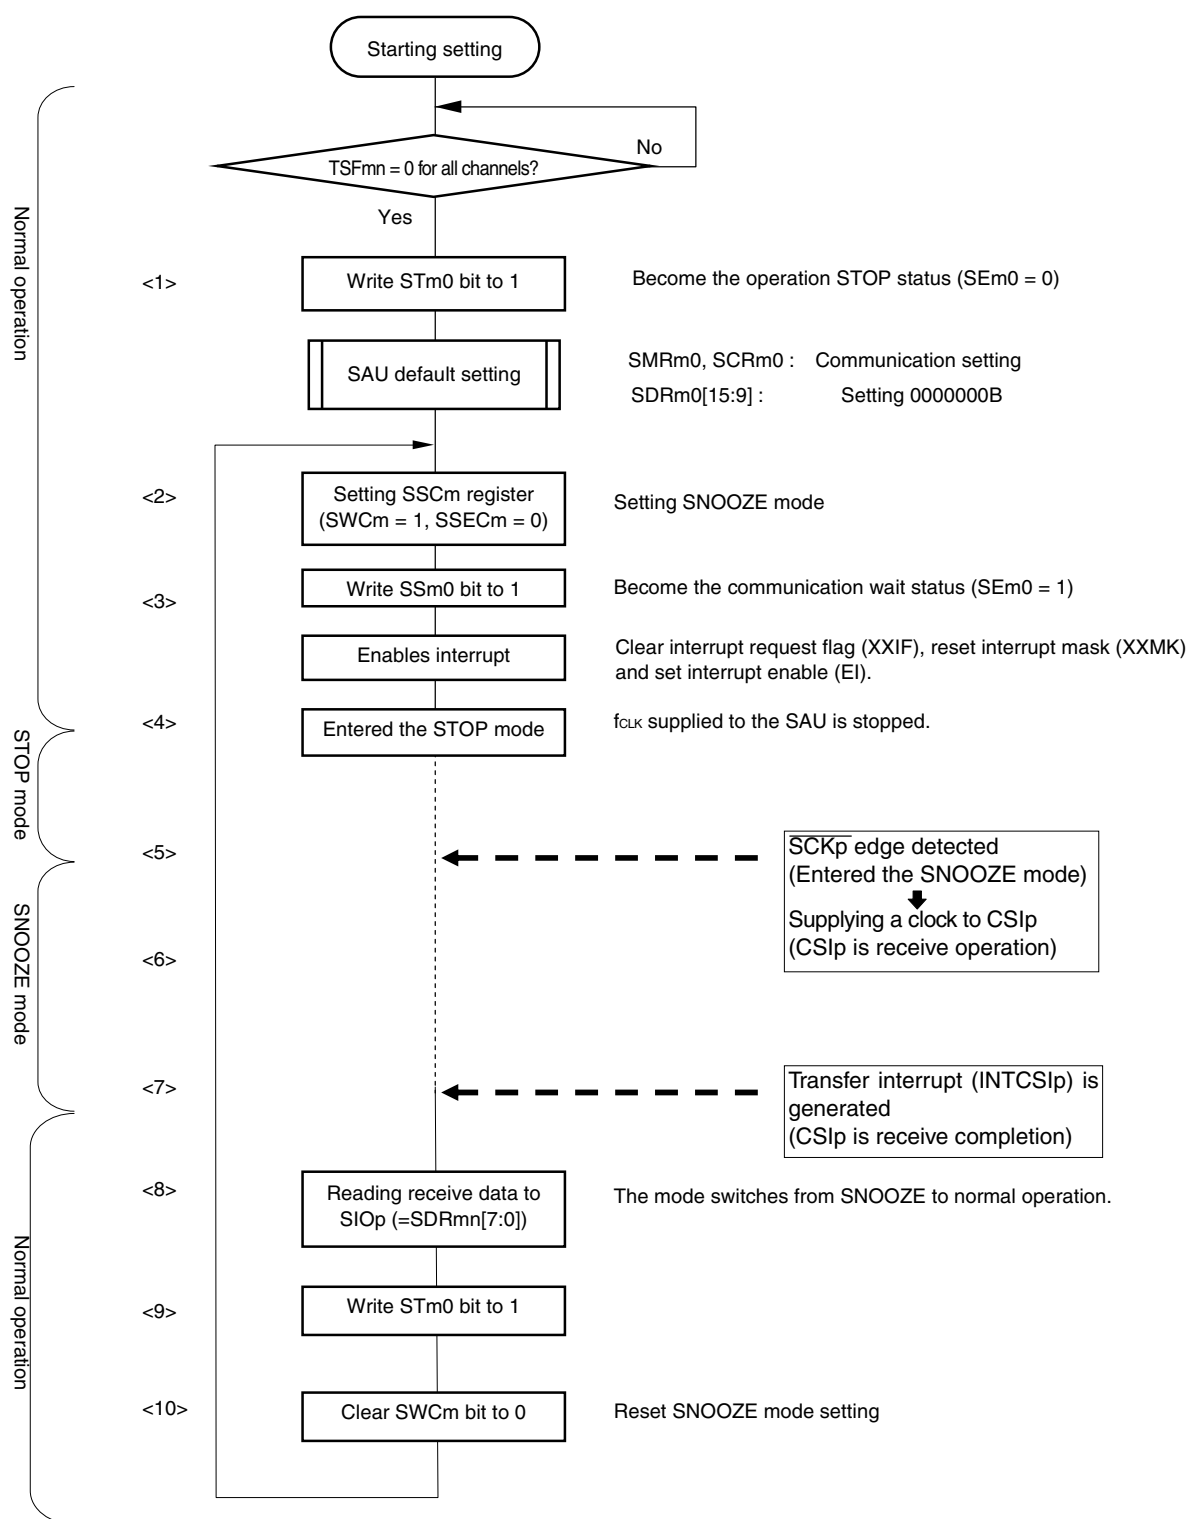 Starting setting
No
TSFmn = 0 for all channels?
Yes
Normal operation
<1>
Write STm0 bit to 1
Become the operation STOP status (SEm0 = 0)
SAU default setting
SMRm0, SCRm0 : Communication setting
SDRm0[15:9] : Setting 0000000B
<2>
Setting SSCm register
(SWCm = 1, SSECm = 0)
Setting SNOOZE mode
<3>
Write SSm0 bit to 1
Become the communication wait status (SEm0 = 1)
Enables interrupt
Clear interrupt request flag (XXIF), reset interrupt mask (XXMK)
and set interrupt enable (EI).
<4>
Entered the STOP mode
fCLK supplied to the SAU is stopped.
STOP mode
<5>
SCKp edge detected
(Entered the SNOOZE mode)
Supplying a clock to CSIp
(CSIp is receive operation)
SNOOZE mode
<6>
<7>
Transfer interrupt (INTCSIp) is
generated
(CSIp is receive completion)
<8>
Reading receive data to
SIOp (=SDRmn[7:0])
The mode switches from SNOOZE to normal operation.
Normal operation
<9>
Write STm0 bit to 1
<10>
Clear SWCm bit to 0
Reset SNOOZE mode setting